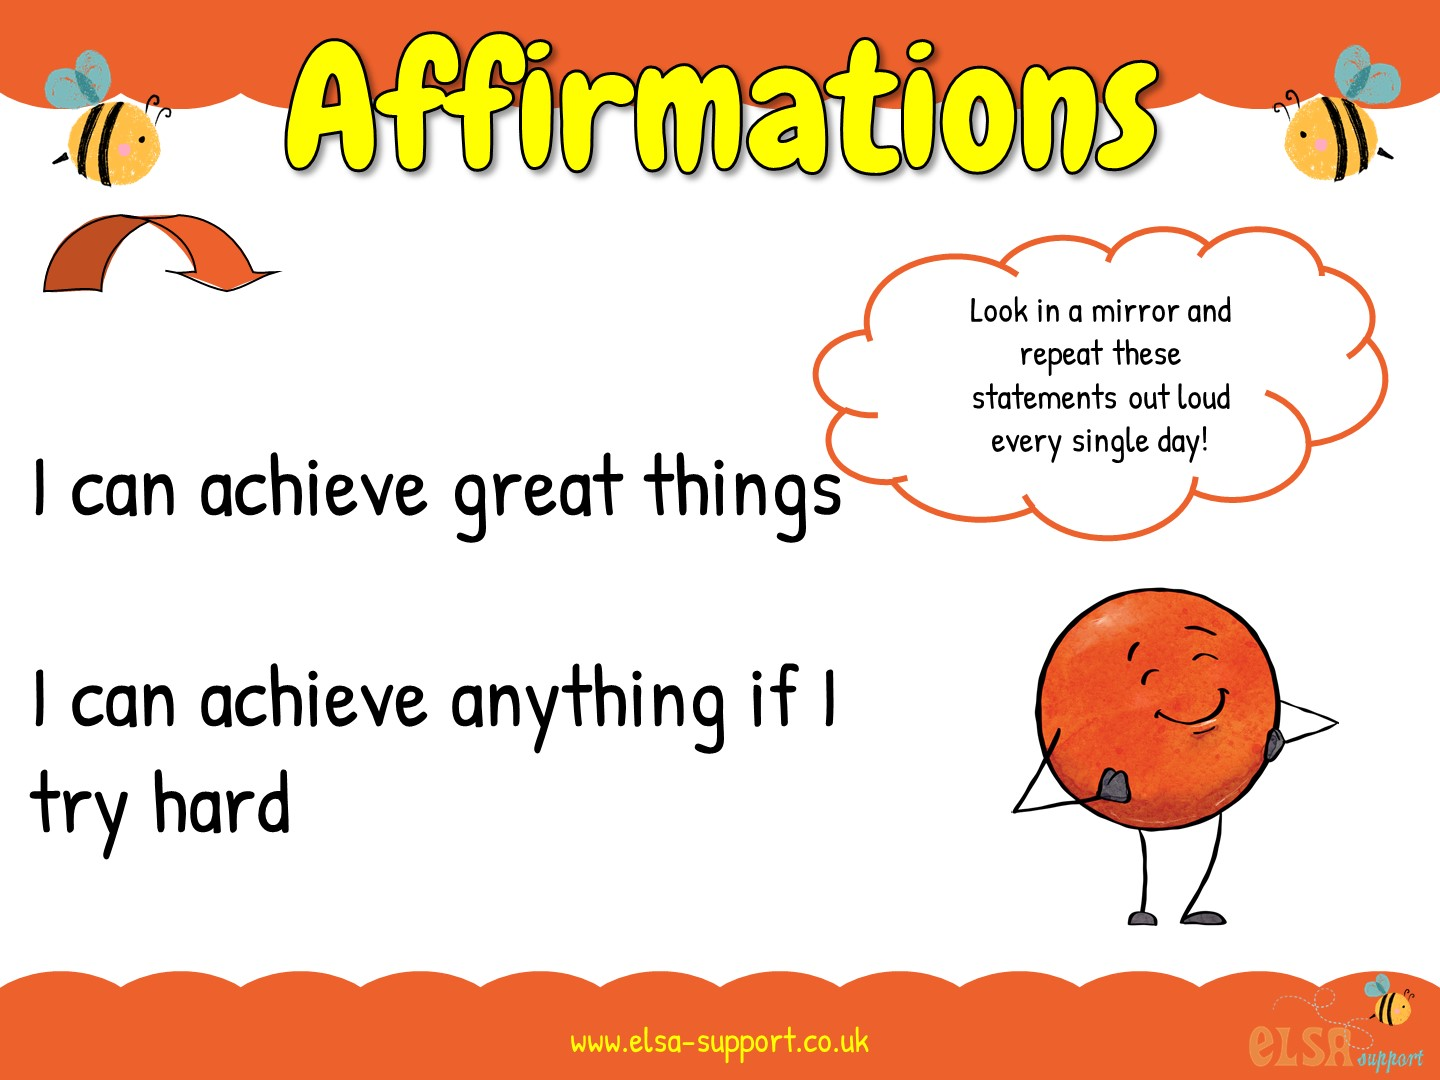 Affirmations
Look in a mirror and
repeat these
statements out loud
every single day!
I can achieve great things
I can achieve anything if I
try hard
www.elsa-support.co.uk
ELSA
support